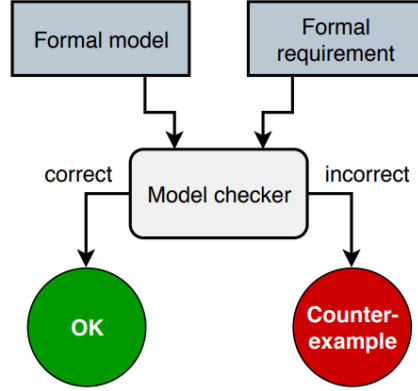 Formal model
Formal
requirement
correct
incorrect
Model checker
OK
Counter-
example